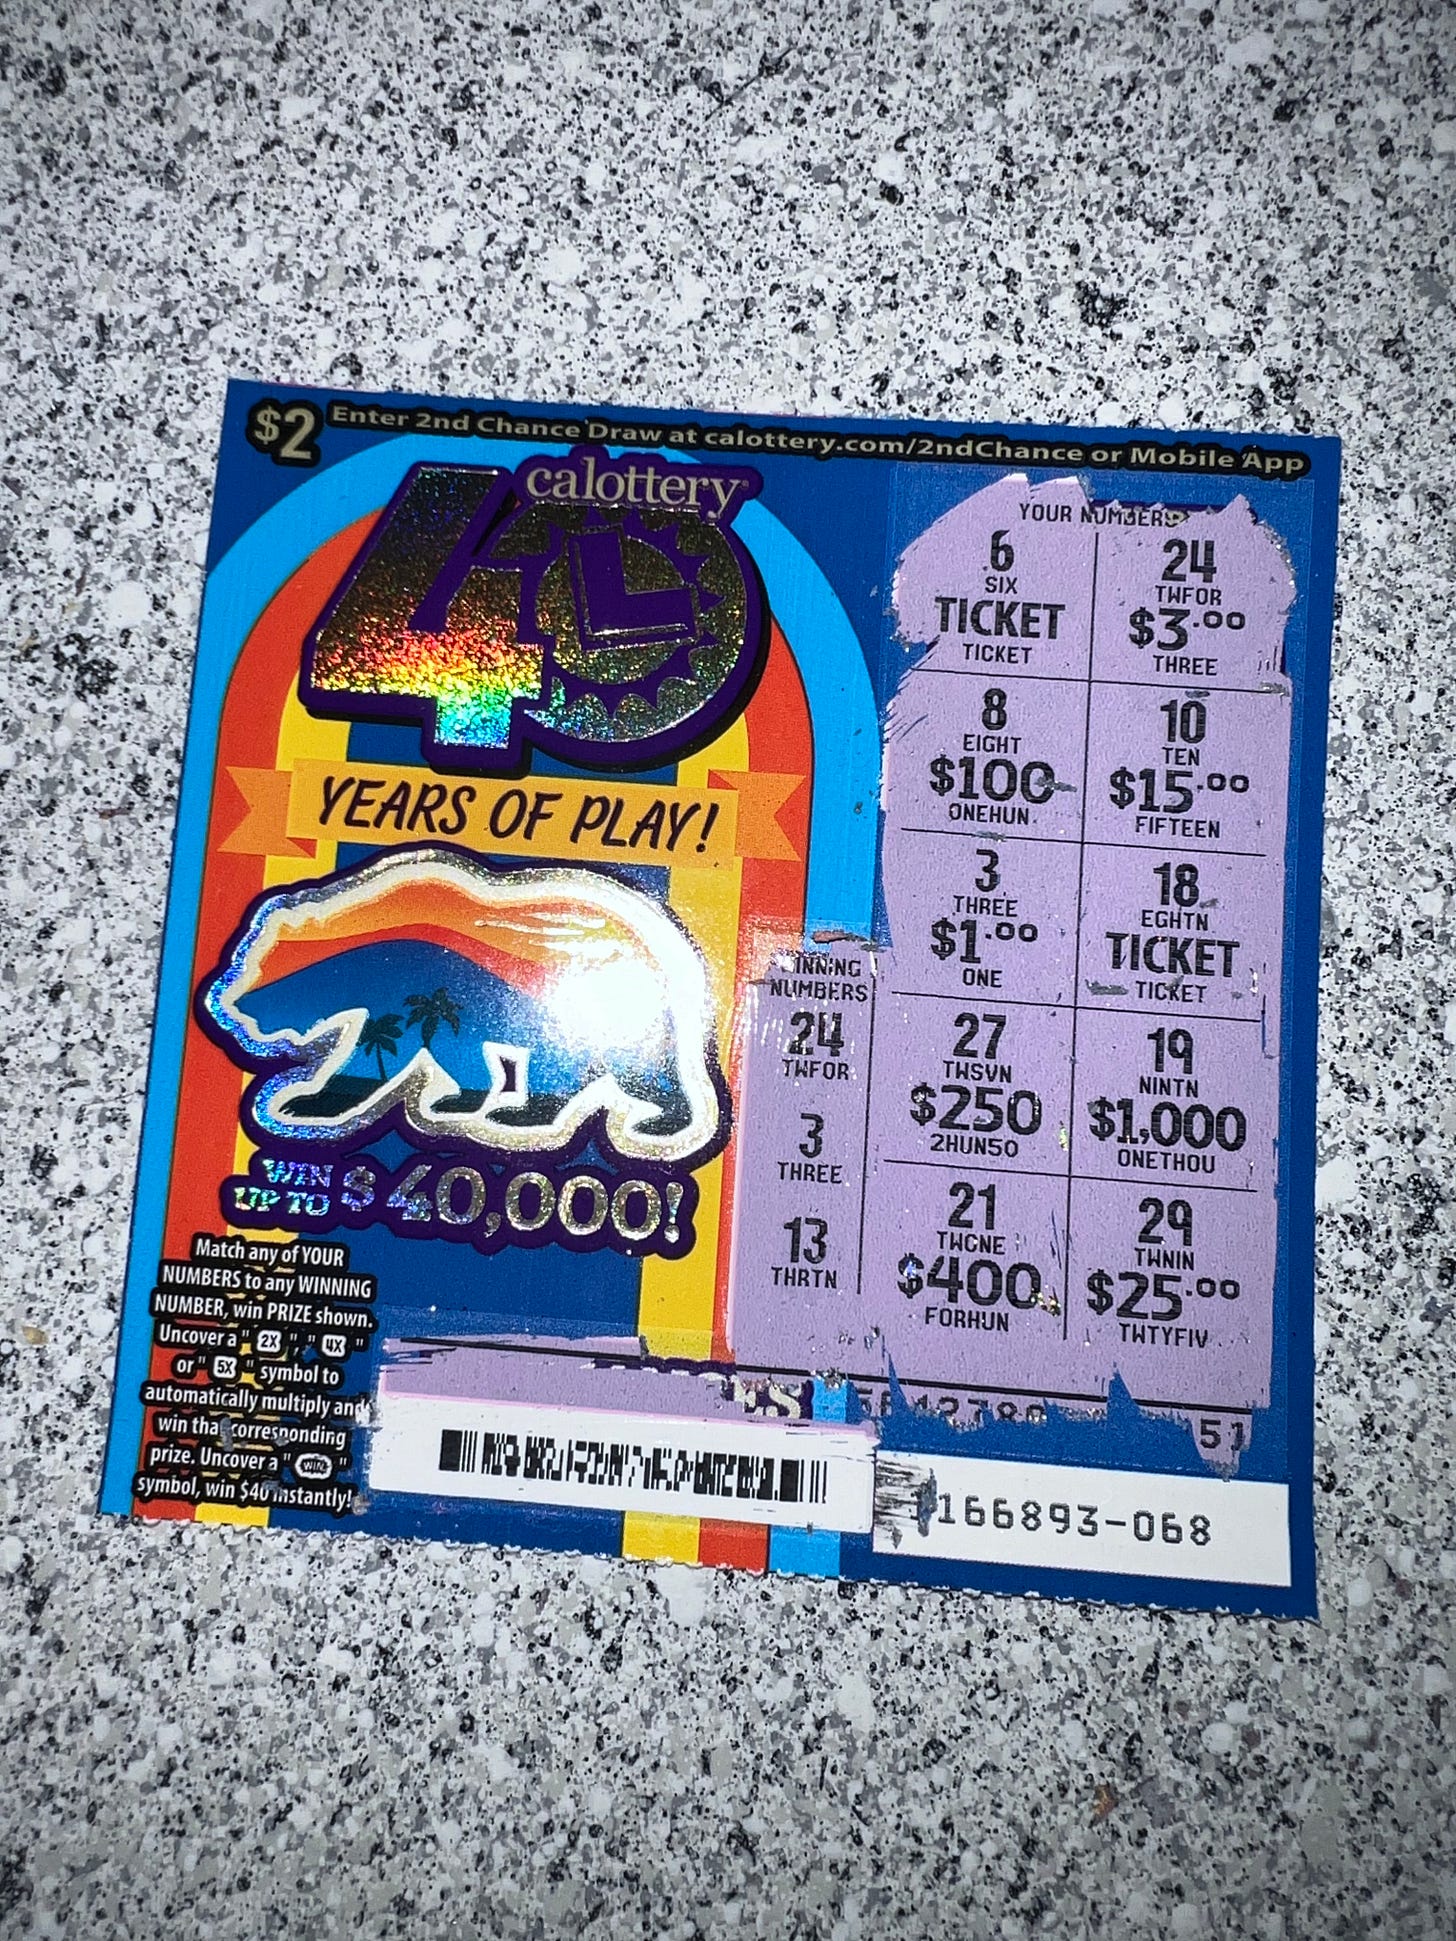 $2 Enter 2nd Chance Draw at calottery.com/2ndChance or Mobile App
calottery
40
YEARS OF PLAY!
WIN
UP TO $40,000!
Match any of YOUR
NUMBERS to any WINNING
NUMBER, win PRIZE shown.
Uncover a " 2X ", " 4X "
or " 5X " symbol to
automatically multiply and
win that corresponding
prize. Uncover a " WIN "
symbol, win $40 instantly!
WINNING
NUMBERS
24
TWFOR
3
THREE
13
THRTN
YOUR NUMBERS
6
SIX
TICKET
TICKET
24
TWFOR
$3.00
THREE
8
EIGHT
$100
ONEHUN
10
TEN
$15.00
FIFTEEN
3
THREE
$1.00
ONE
18
EGHTN
TICKET
TICKET
27
TWSVN
$250
2HUN50
19
NINTN
$1,000
ONETHOU
21
TWONE
$400
FORHUN
29
TWNIN
$25.00
TWTYFIV
51
166893-068